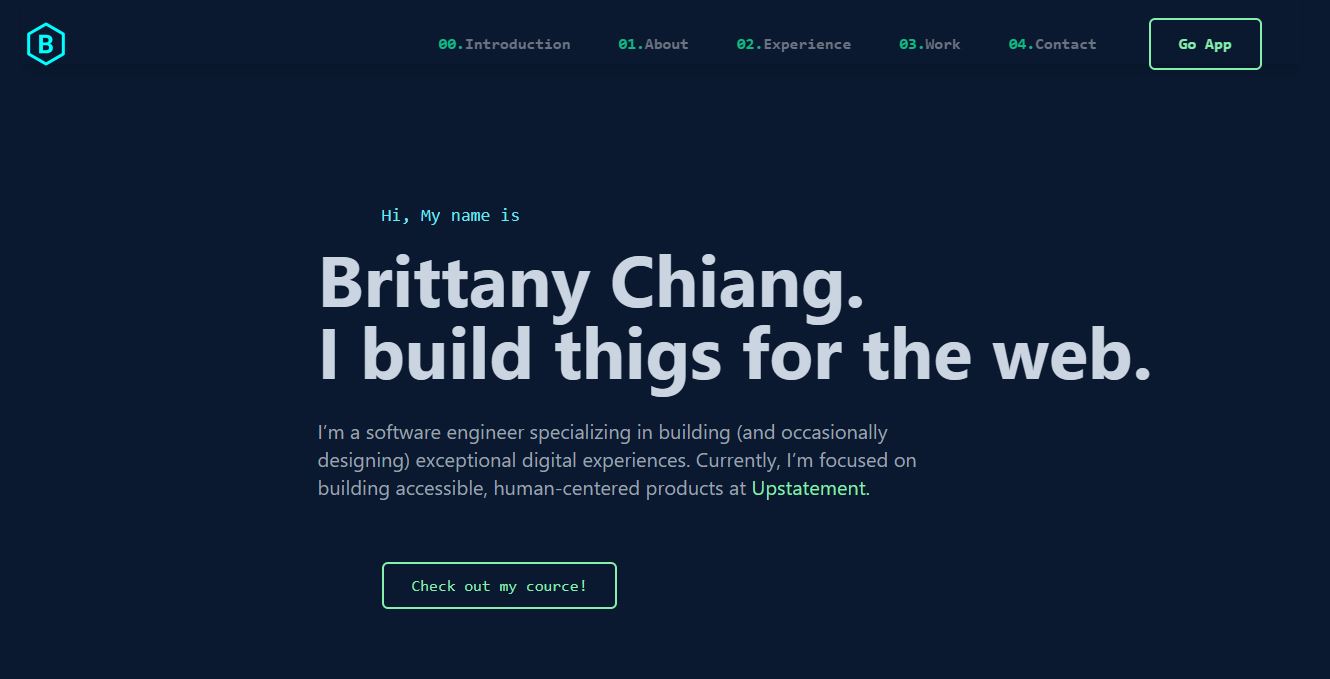 B
00.Introduction 01.About 02.Experience 03.Work 04.Contact Go App
Hi, My name is
Brittany Chiang.
I build thigs for the web.
I’m a software engineer specializing in building (and occasionally
designing) exceptional digital experiences. Currently, I’m focused on
building accessible, human-centered products at Upstatement.
Check out my cource!